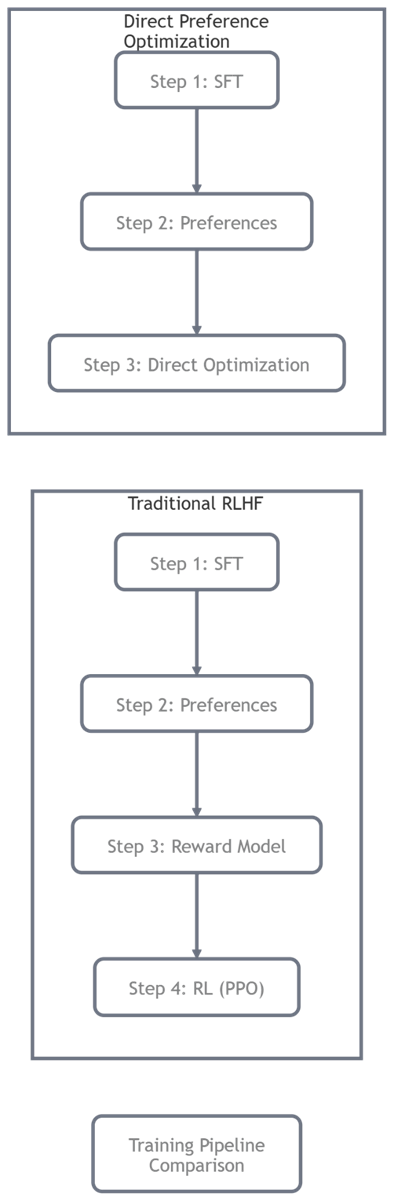 Direct Preference
Optimization
Step 1: SFT
Step 2: Preferences
Step 3: Direct Optimization
Traditional RLHF
Step 1: SFT
Step 2: Preferences
Step 3: Reward Model
Step 4: RL (PPO)
Training Pipeline
Comparison